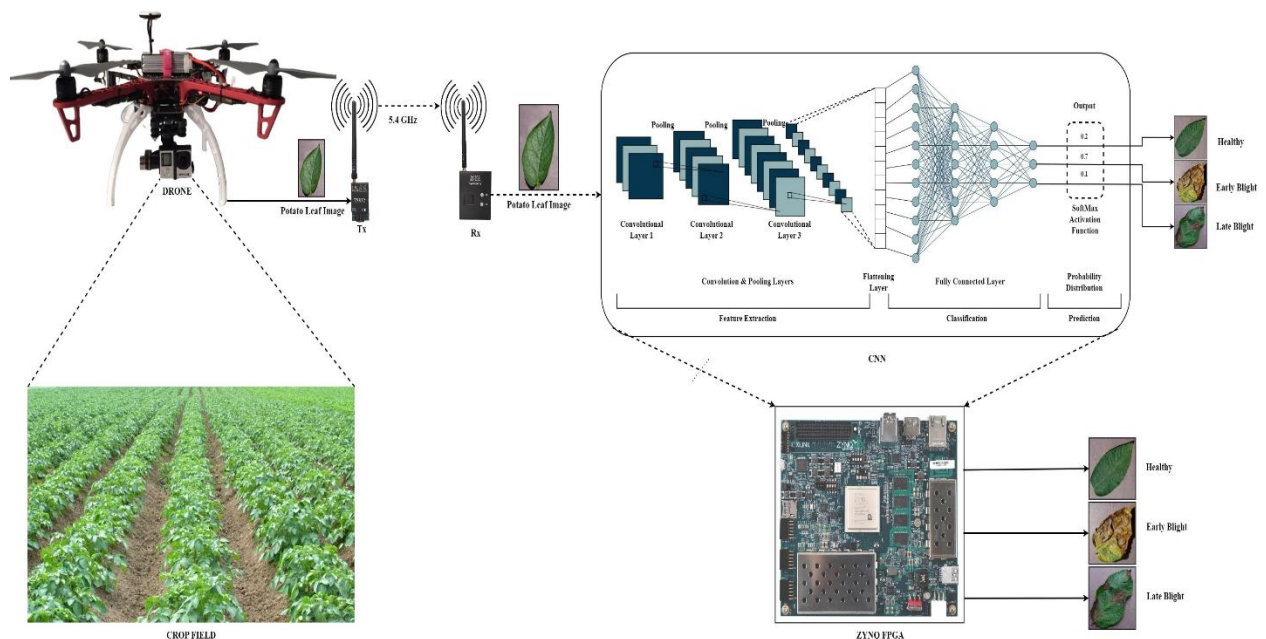 5.4 GHz
DRONE
Potato Leaf Image
Tx
Rx
Potato Leaf Image
Pooling
Pooling
Pooling
Convolutional
Layer 1
Convolutional
Layer 2
Convolutional
Layer 3
Output
0.2
0.7
0.1
SoftMax
Activation
Function
Healthy
Early Blight
Late Blight
Convolution & Pooling Layers
Flattening
Layer
Fully Connected Layer
Probability
Distribution
Feature Extraction
Classification
Prediction
CNN
CROP FIELD
ZYNQ
Healthy
Early Blight
Late Blight
ZYNQ FPGA